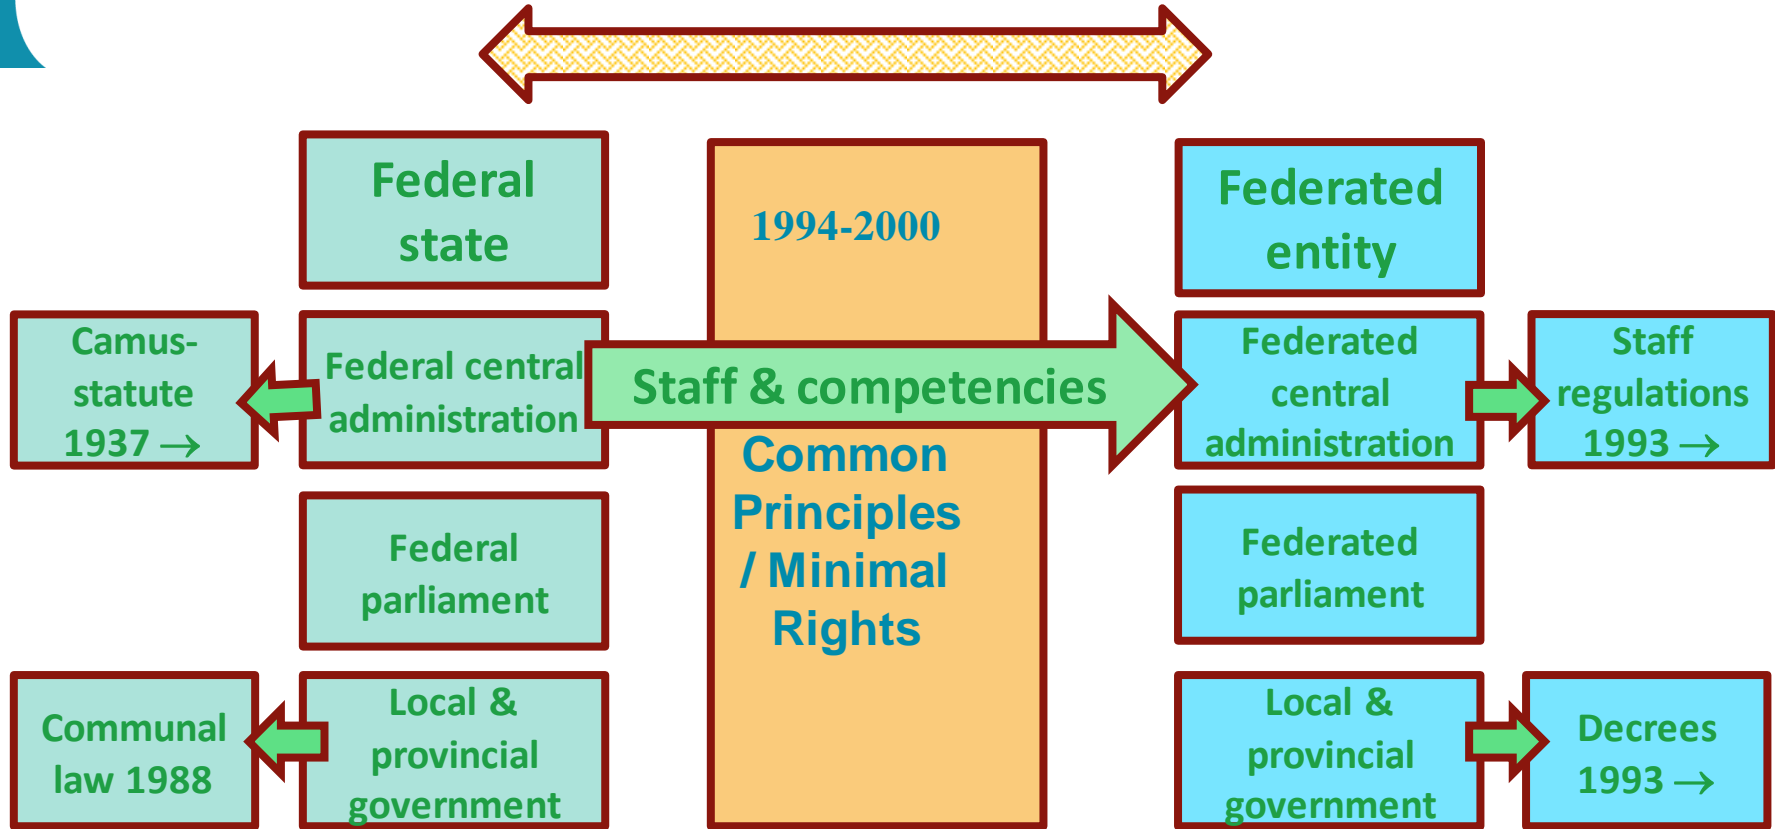 Federal
state
1994-2000
Federated
entity
Camus-
statute
1937 →
Federal central
administration
Staff & competencies
Federated
central
administration
Staff
regulations
1993 →
Common
Principles
/ Minimal
Rights
Federal
parliament
Federated
parliament
Communal
law 1988
Local &
provincial
government
Local &
provincial
government
Decrees
1993 →